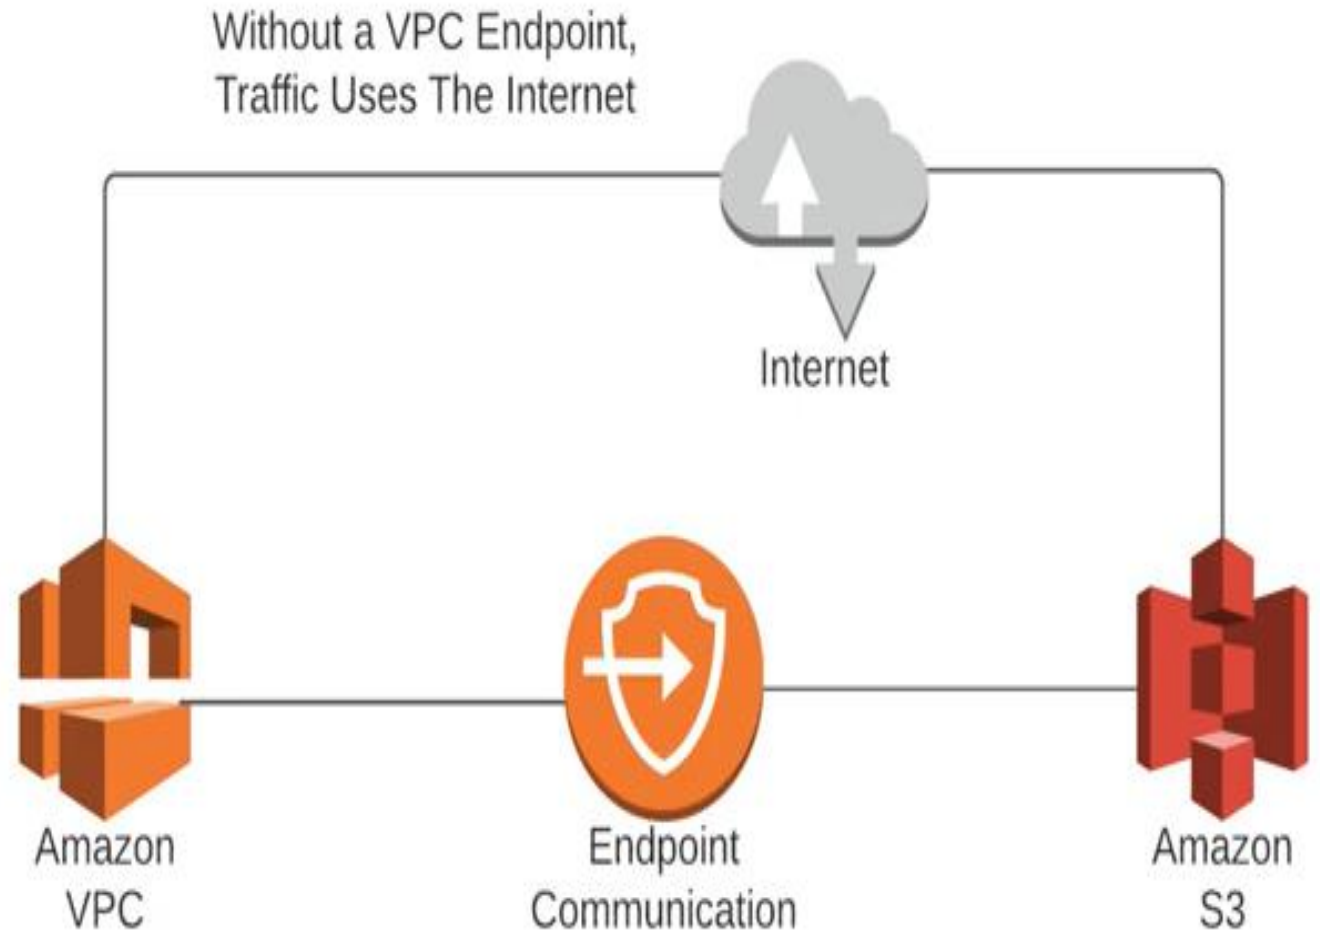 Without a VPC Endpoint,
Traffic Uses The Internet
Internet
Amazon
VPC
Endpoint
Communication
Amazon
S3